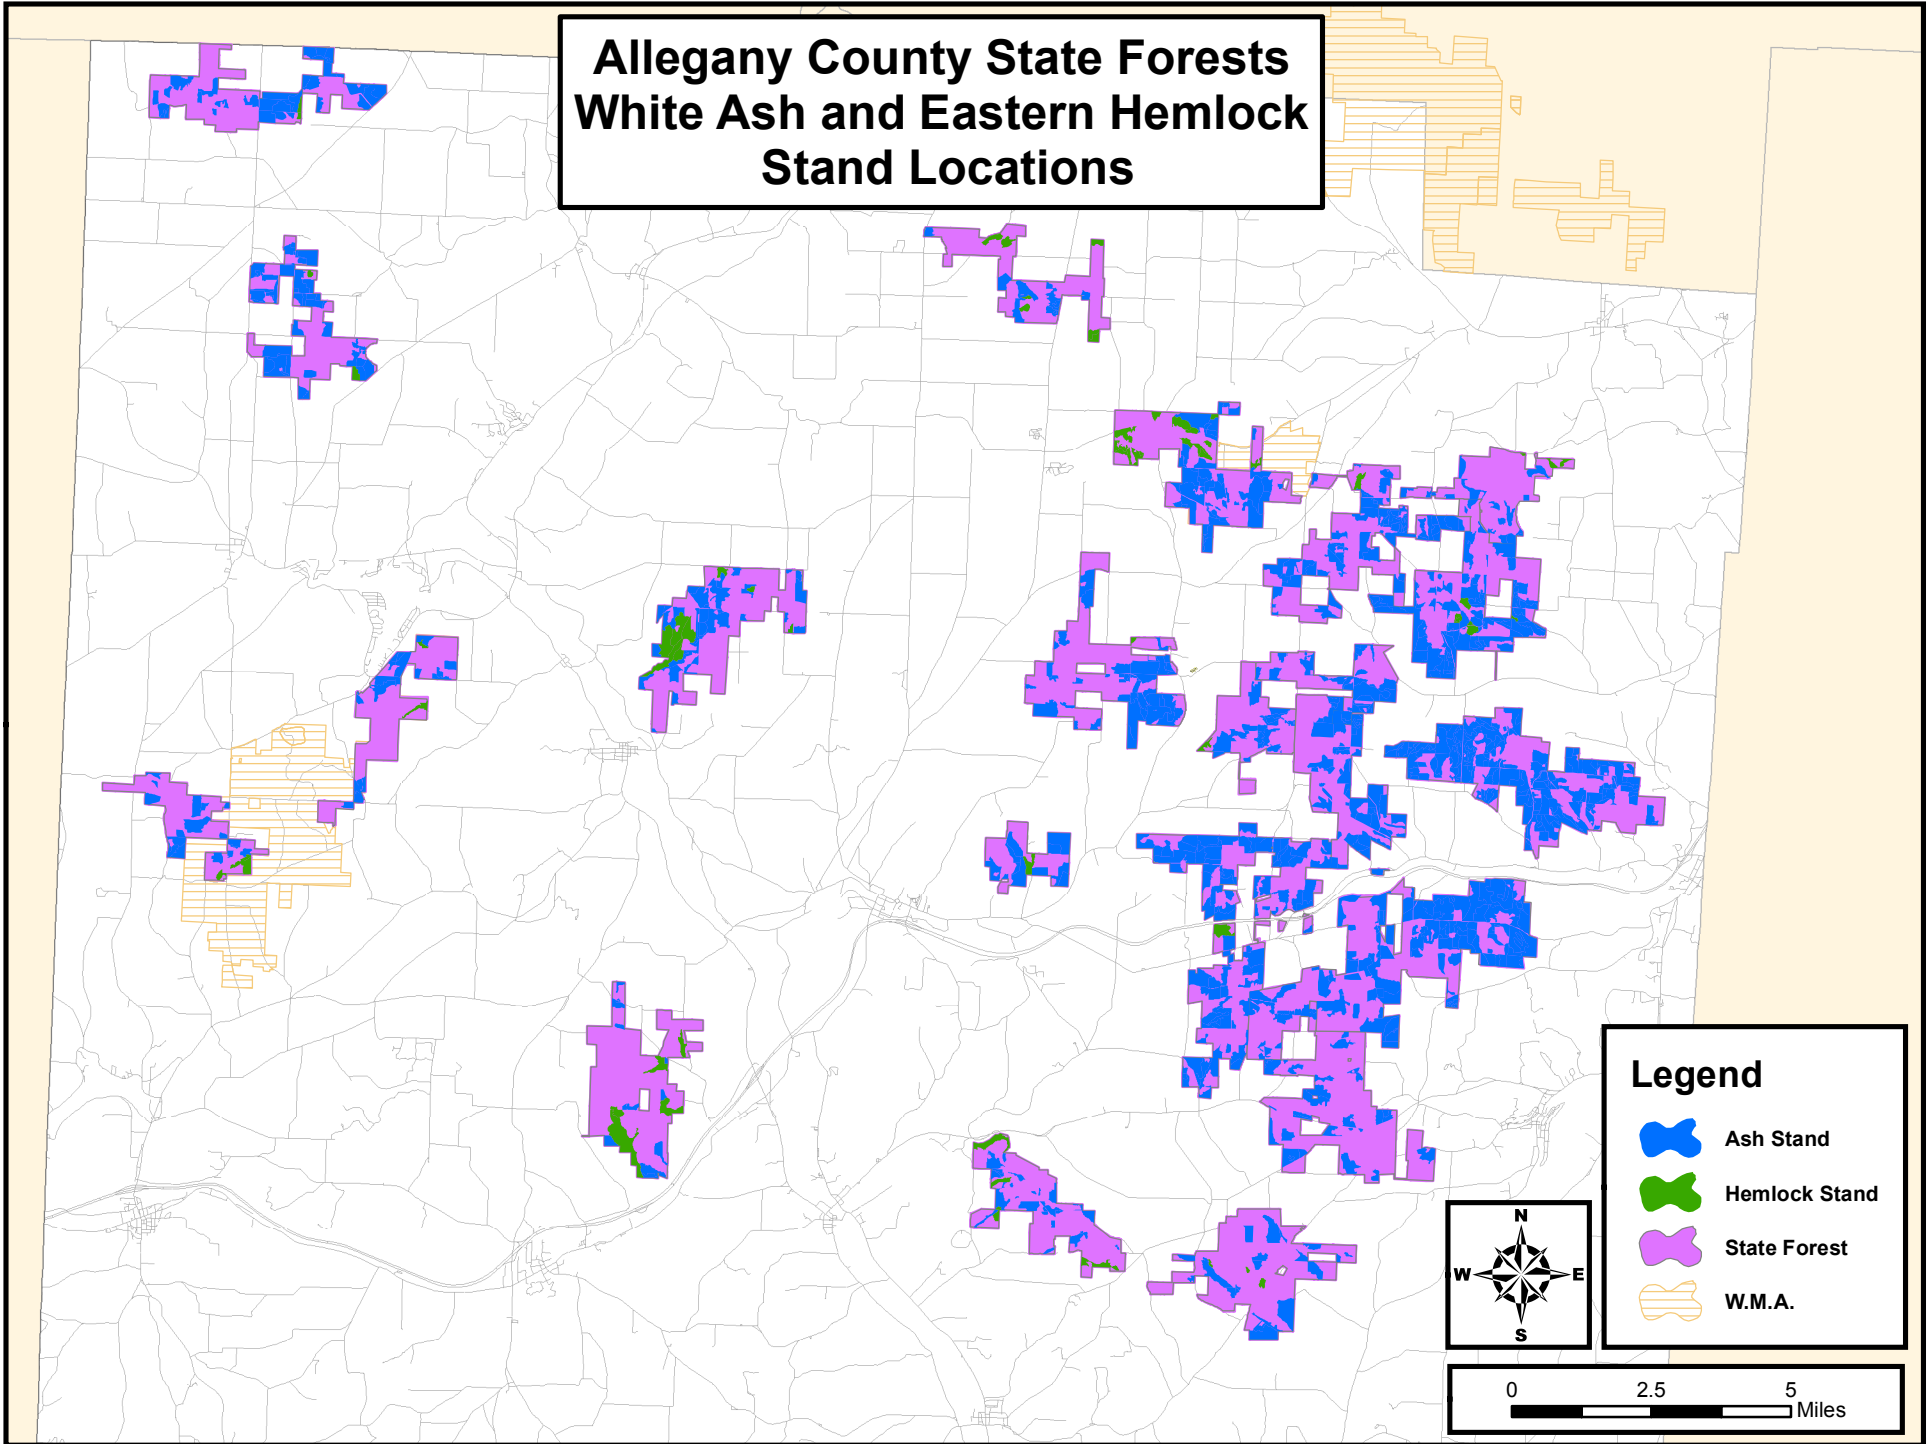 Allegany County State Forests
White Ash and Eastern Hemlock
Stand Locations
Legend
Ash Stand
Hemlock Stand
State Forest
W.M.A.
N
W E
S
0 2.5 5
Miles